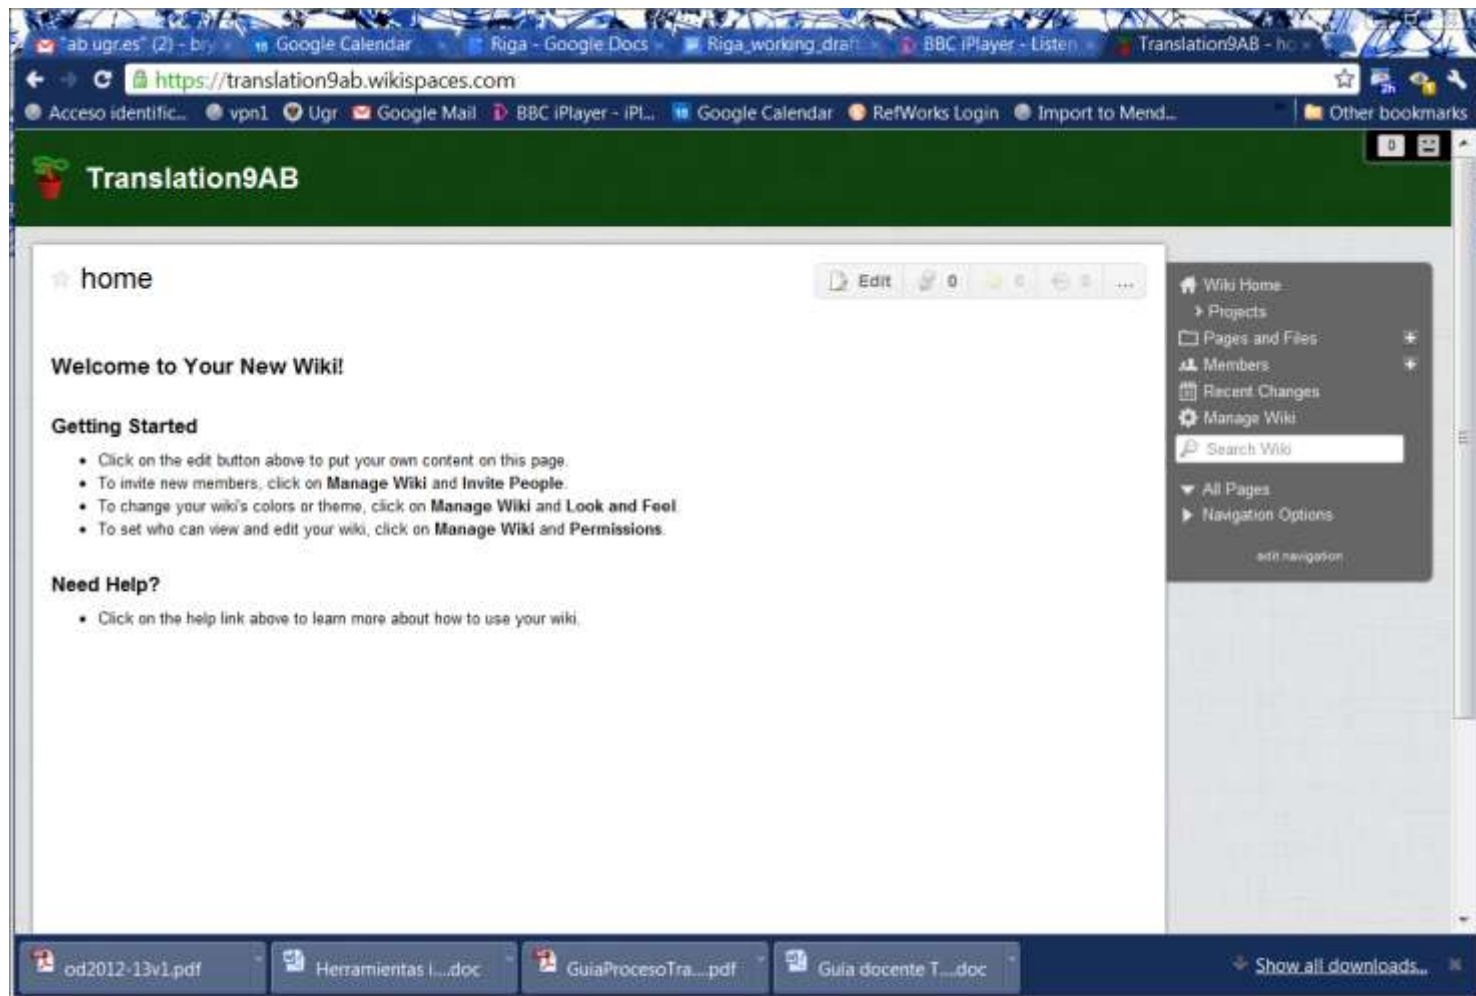 "ab ugr.es" (2) - br
Google Calendar
Riga - Google Docs
Riga_working_draft
BBC iPlayer - Listen
Translation9AB - ho
https://translation9ab.wikispaces.com
2h
1
Acceso identific...
vpn1
Ugr
Google Mail
BBC iPlayer - iPl...
Google Calendar
RefWorks Login
Import to Mend...
Other bookmarks
0
Translation9AB
home
Edit
0
0
0
...
Wiki Home
Projects
Pages and Files
Members
Recent Changes
Manage Wiki
Search Wiki
All Pages
Navigation Options
edit navigation
Welcome to Your New Wiki!
Getting Started
• Click on the edit button above to put your own content on this page.
• To invite new members, click on Manage Wiki and Invite People.
• To change your wiki's colors or theme, click on Manage Wiki and Look and Feel.
• To set who can view and edit your wiki, click on Manage Wiki and Permissions.
Need Help?
• Click on the help link above to learn more about how to use your wiki.
od2012-13v1.pdf
Herramientas i....doc
GuiaProcesoTra....pdf
Guia docente T....doc
Show all downloads...